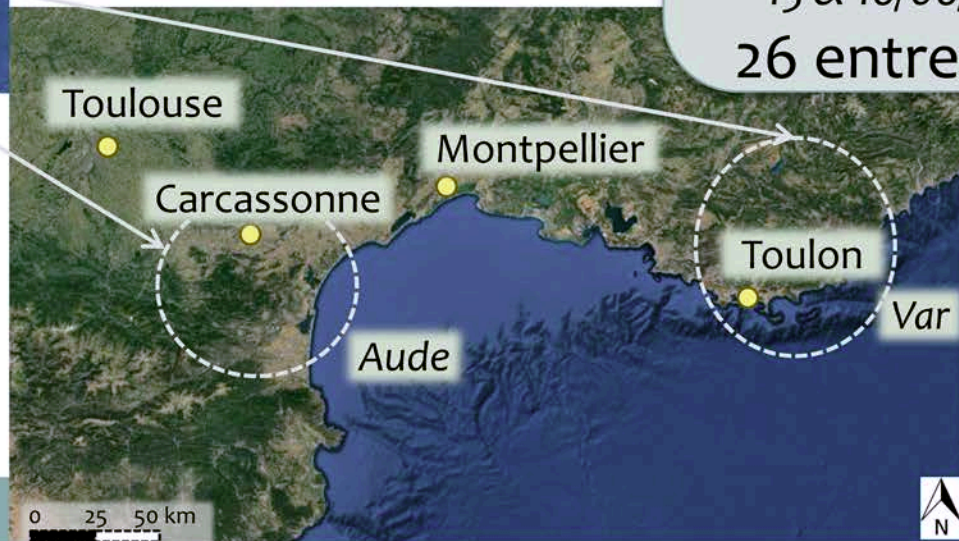 26 entre
Toulouse
Montpellier
Carcassonne
Toulon
Var
Aude
0 25 50 km
N